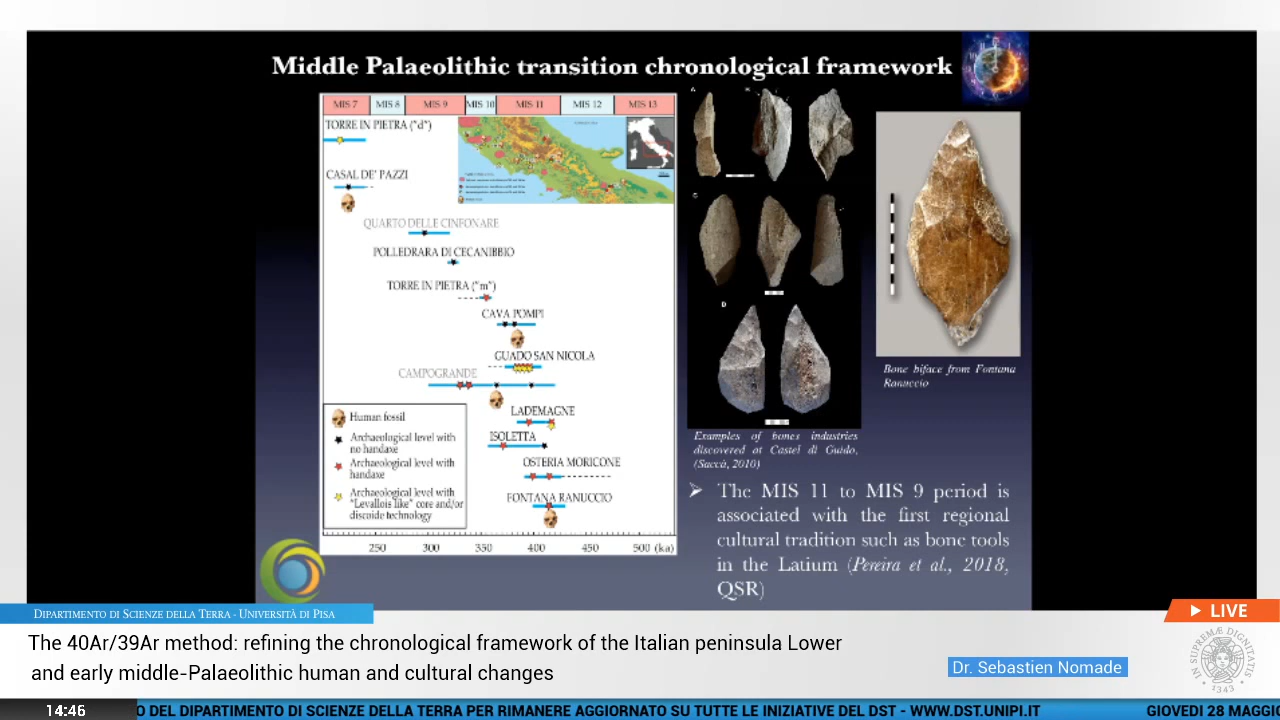 Middle Palaeolithic transition chronological framework
MIS 7 MIS 8 MIS 9 MIS 10 MIS 11 MIS 12 MIS 13
TORRE IN PIETRA ("d")
CASAL DE' PAZZI
QUARTO DELLE CINFONARE
POLLEDRARA DI CECANIBBIO
TORRE IN PIETRA ("m")
CAVA POMPI
GUADO SAN NICOLA
CAMPOGRANDE
LADEMAGNE
ISOLETTA
OSTERIA MORICONE
FONTANA RANUCCIO
Human fossil
Archaeological level with
no handaxe
Archaeological level with
handaxe
Archaeological level with
"Levallois like" core and/or
discoide technology
250 300 350 400 450 500 (ka)
D
Examples of bones industries
discovered at Castel di Guido,
(Saccà, 2010)
Bone biface from Fontana
Ranuccio
➢ The MIS 11 to MIS 9 period is
associated with the first regional
cultural tradition such as bone tools
in the Latium (Pereira et al., 2018,
QSR)
DIPARTIMENTO DI SCIENZE DELLA TERRA - UNIVERSITÀ DI PISA
LIVE
The 40Ar/39Ar method: refining the chronological framework of the Italian peninsula Lower
and early middle-Palaeolithic human and cultural changes
Dr. Sebastien Nomade
1343
14:46 O DEL DIPARTIMENTO DI SCIENZE DELLA TERRA PER RIMANERE AGGIORNATO SU TUTTE LE INIZIATIVE DEL DST - WWW.DST.UNIPI.IT GIOVEDI 28 MAGGIO